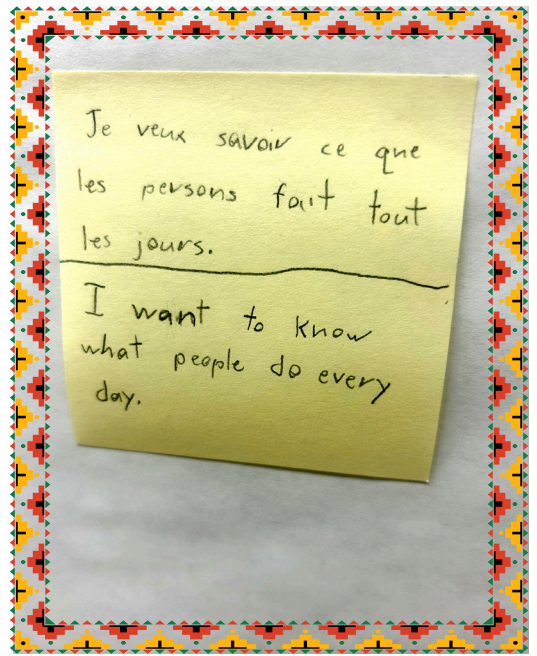 Je veux savoir ce que
les persons fait tout
les jours.
I want to know
what people do every
day.